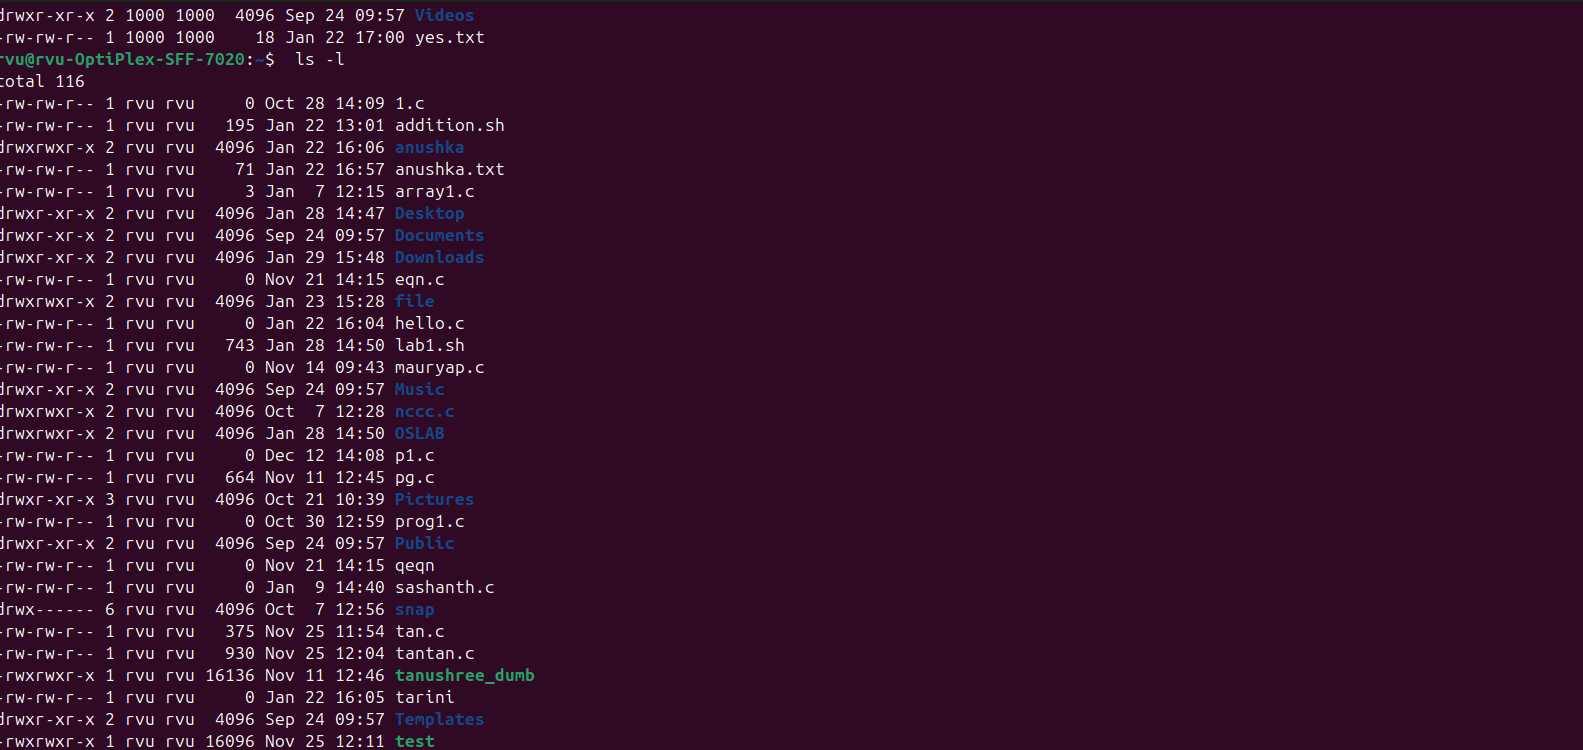 drwxr-xr-x 2 1000 1000  4096 Sep 24 09:57 Videos
-rw-rw-r-- 1 1000 1000    18 Jan 22 17:00 yes.txt
rvu@rvu-OptiPlex-SFF-7020:~$  ls -l
total 116
-rw-rw-r-- 1 rvu rvu     0 Oct 28 14:09 1.c
-rw-rw-r-- 1 rvu rvu   195 Jan 22 13:01 addition.sh
drwxrwxr-x 2 rvu rvu  4096 Jan 22 16:06 anushka
-rw-rw-r-- 1 rvu rvu    71 Jan 22 16:57 anushka.txt
-rw-rw-r-- 1 rvu rvu     3 Jan  7 12:15 array1.c
drwxr-xr-x 2 rvu rvu  4096 Jan 28 14:47 Desktop
drwxr-xr-x 2 rvu rvu  4096 Sep 24 09:57 Documents
drwxr-xr-x 2 rvu rvu  4096 Jan 29 15:48 Downloads
-rw-rw-r-- 1 rvu rvu     0 Nov 21 14:15 eqn.c
drwxrwxr-x 2 rvu rvu  4096 Jan 23 15:28 file
-rw-rw-r-- 1 rvu rvu     0 Jan 22 16:04 hello.c
-rw-rw-r-- 1 rvu rvu   743 Jan 28 14:50 lab1.sh
-rw-rw-r-- 1 rvu rvu     0 Nov 14 09:43 mauryap.c
drwxr-xr-x 2 rvu rvu  4096 Sep 24 09:57 Music
drwxrwxr-x 2 rvu rvu  4096 Oct  7 12:28 nccc.c
drwxrwxr-x 2 rvu rvu  4096 Jan 28 14:50 OSLAB
-rw-rw-r-- 1 rvu rvu     0 Dec 12 14:08 p1.c
-rw-rw-r-- 1 rvu rvu   664 Nov 11 12:45 pg.c
drwxr-xr-x 3 rvu rvu  4096 Oct 21 10:39 Pictures
-rw-rw-r-- 1 rvu rvu     0 Oct 30 12:59 prog1.c
drwxr-xr-x 2 rvu rvu  4096 Sep 24 09:57 Public
-rw-rw-r-- 1 rvu rvu     0 Nov 21 14:15 qeqn
-rw-rw-r-- 1 rvu rvu     0 Jan  9 14:40 sashanth.c
drwx------ 6 rvu rvu  4096 Oct  7 12:56 snap
-rw-rw-r-- 1 rvu rvu   375 Nov 25 11:54 tan.c
-rw-rw-r-- 1 rvu rvu   930 Nov 25 12:04 tantan.c
-rwxrwxr-x 1 rvu rvu 16136 Nov 11 12:46 tanushree_dumb
-rw-rw-r-- 1 rvu rvu     0 Jan 22 16:05 tarini
drwxr-xr-x 2 rvu rvu  4096 Sep 24 09:57 Templates
-rwxrwxr-x 1 rvu rvu 16096 Nov 25 12:11 test